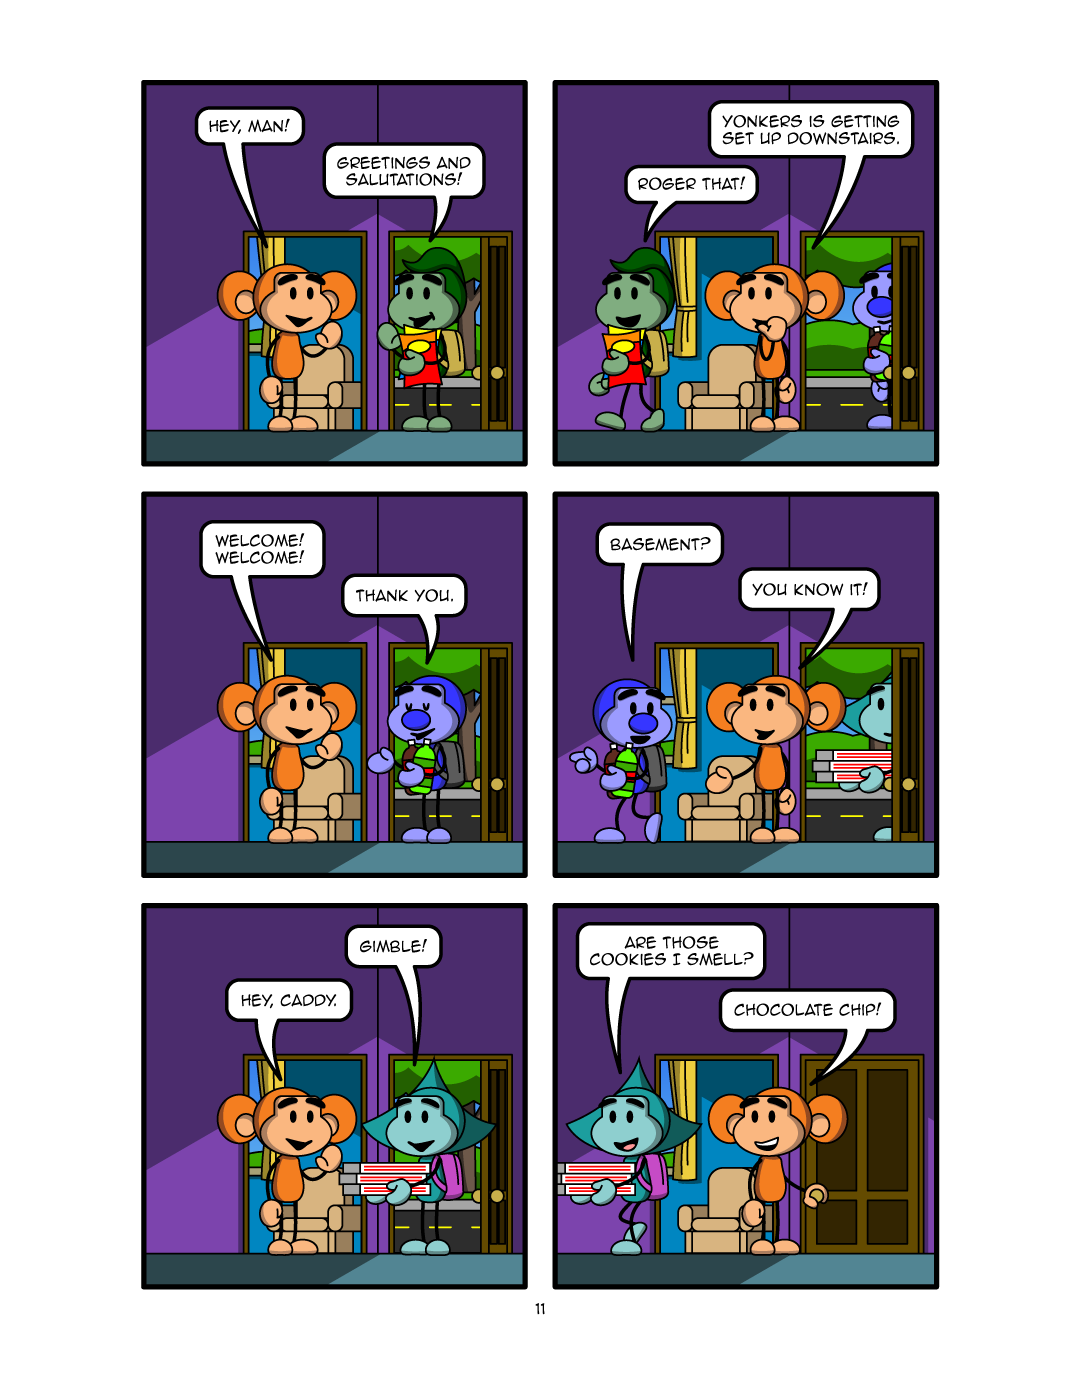 HEY, MAN!
GREETINGS AND
SALUTATIONS!
YONKERS IS GETTING
SET UP DOWNSTAIRS.
ROGER THAT!
WELCOME!
WELCOME!
THANK YOU.
BASEMENT?
YOU KNOW IT!
GIMBLE!
HEY, CADDY.
ARE THOSE
COOKIES I SMELL?
CHOCOLATE CHIP!
11